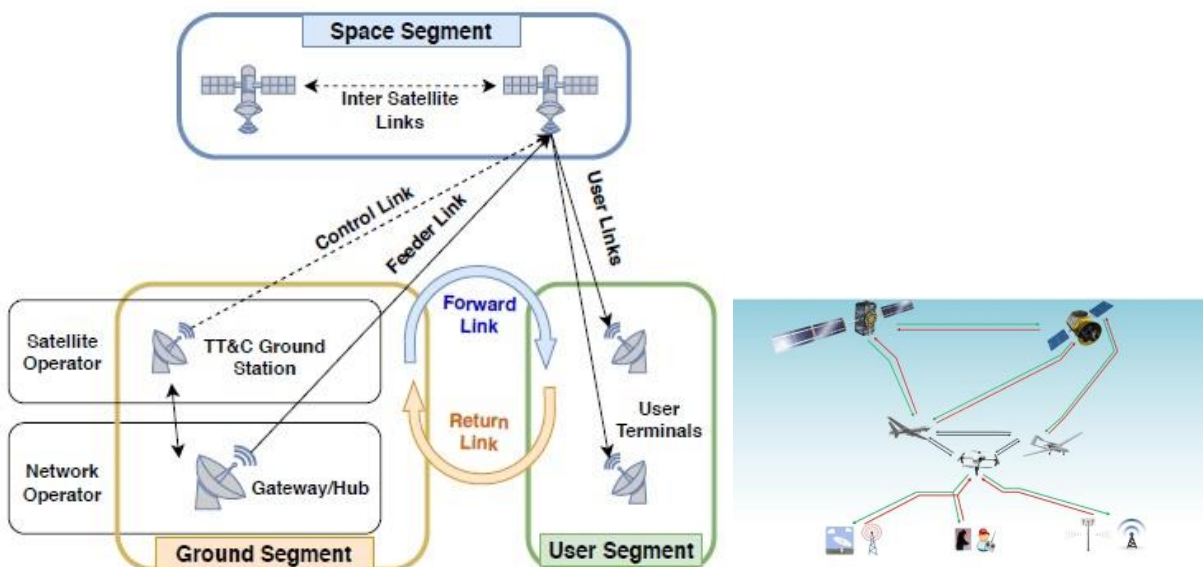 Space Segment
Inter Satellite
Links
Control Link
Feeder Link
User Links
Satellite
Operator
TT&C Ground
Station
Forward
Link
Return
Link
User
Terminals
Network
Operator
Gateway/Hub
Ground Segment
User Segment